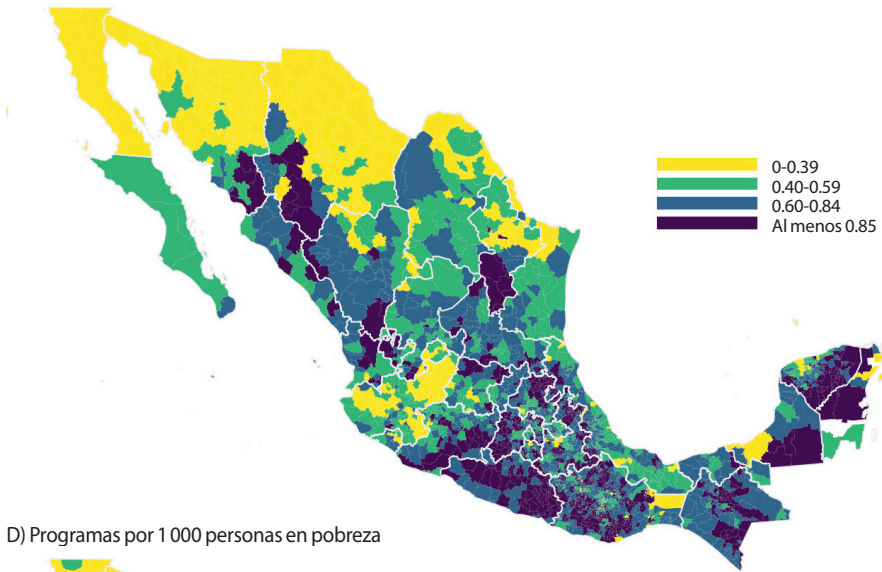 0-0.39
0.40-0.59
0.60-0.84
Al menos 0.85
D) Programas por 1 000 personas en pobreza